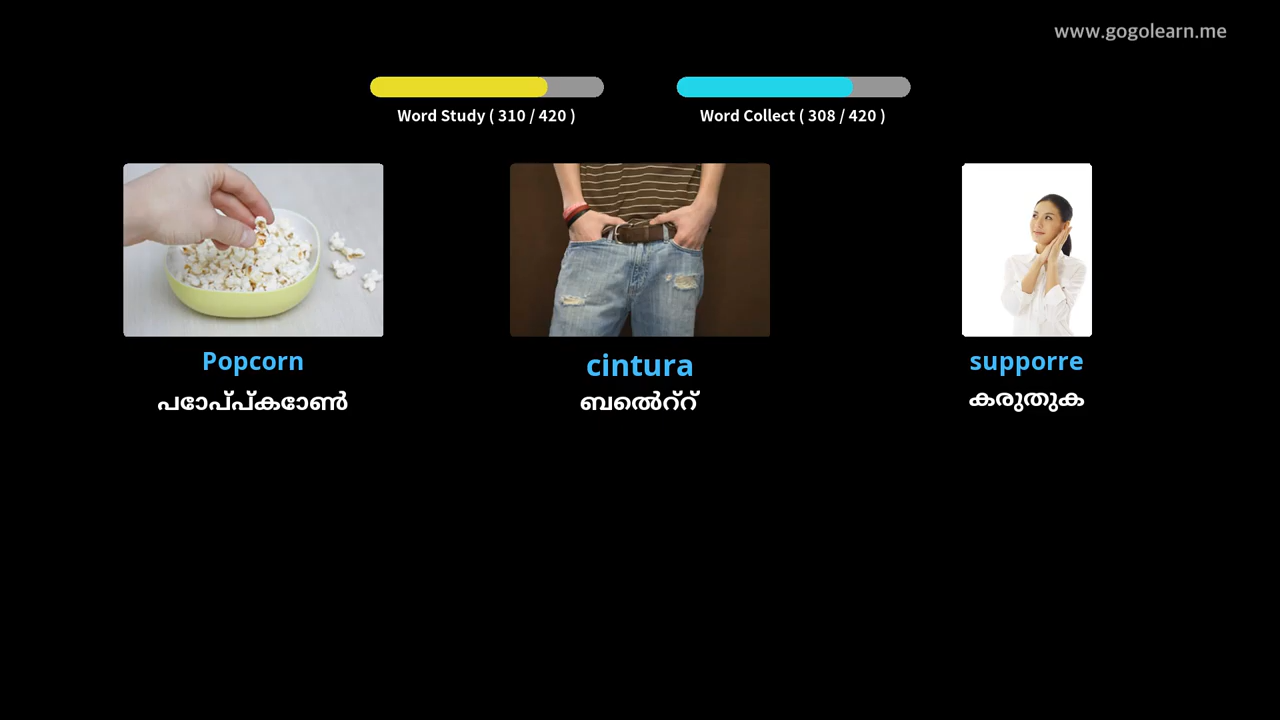 www.gogolearn.me
Word Study ( 310 / 420 )
Word Collect ( 308 / 420 )
Popcorn
പോപ്പ്കോൺ
cintura
ബെൽറ്റ്
supporre
കരുതുക